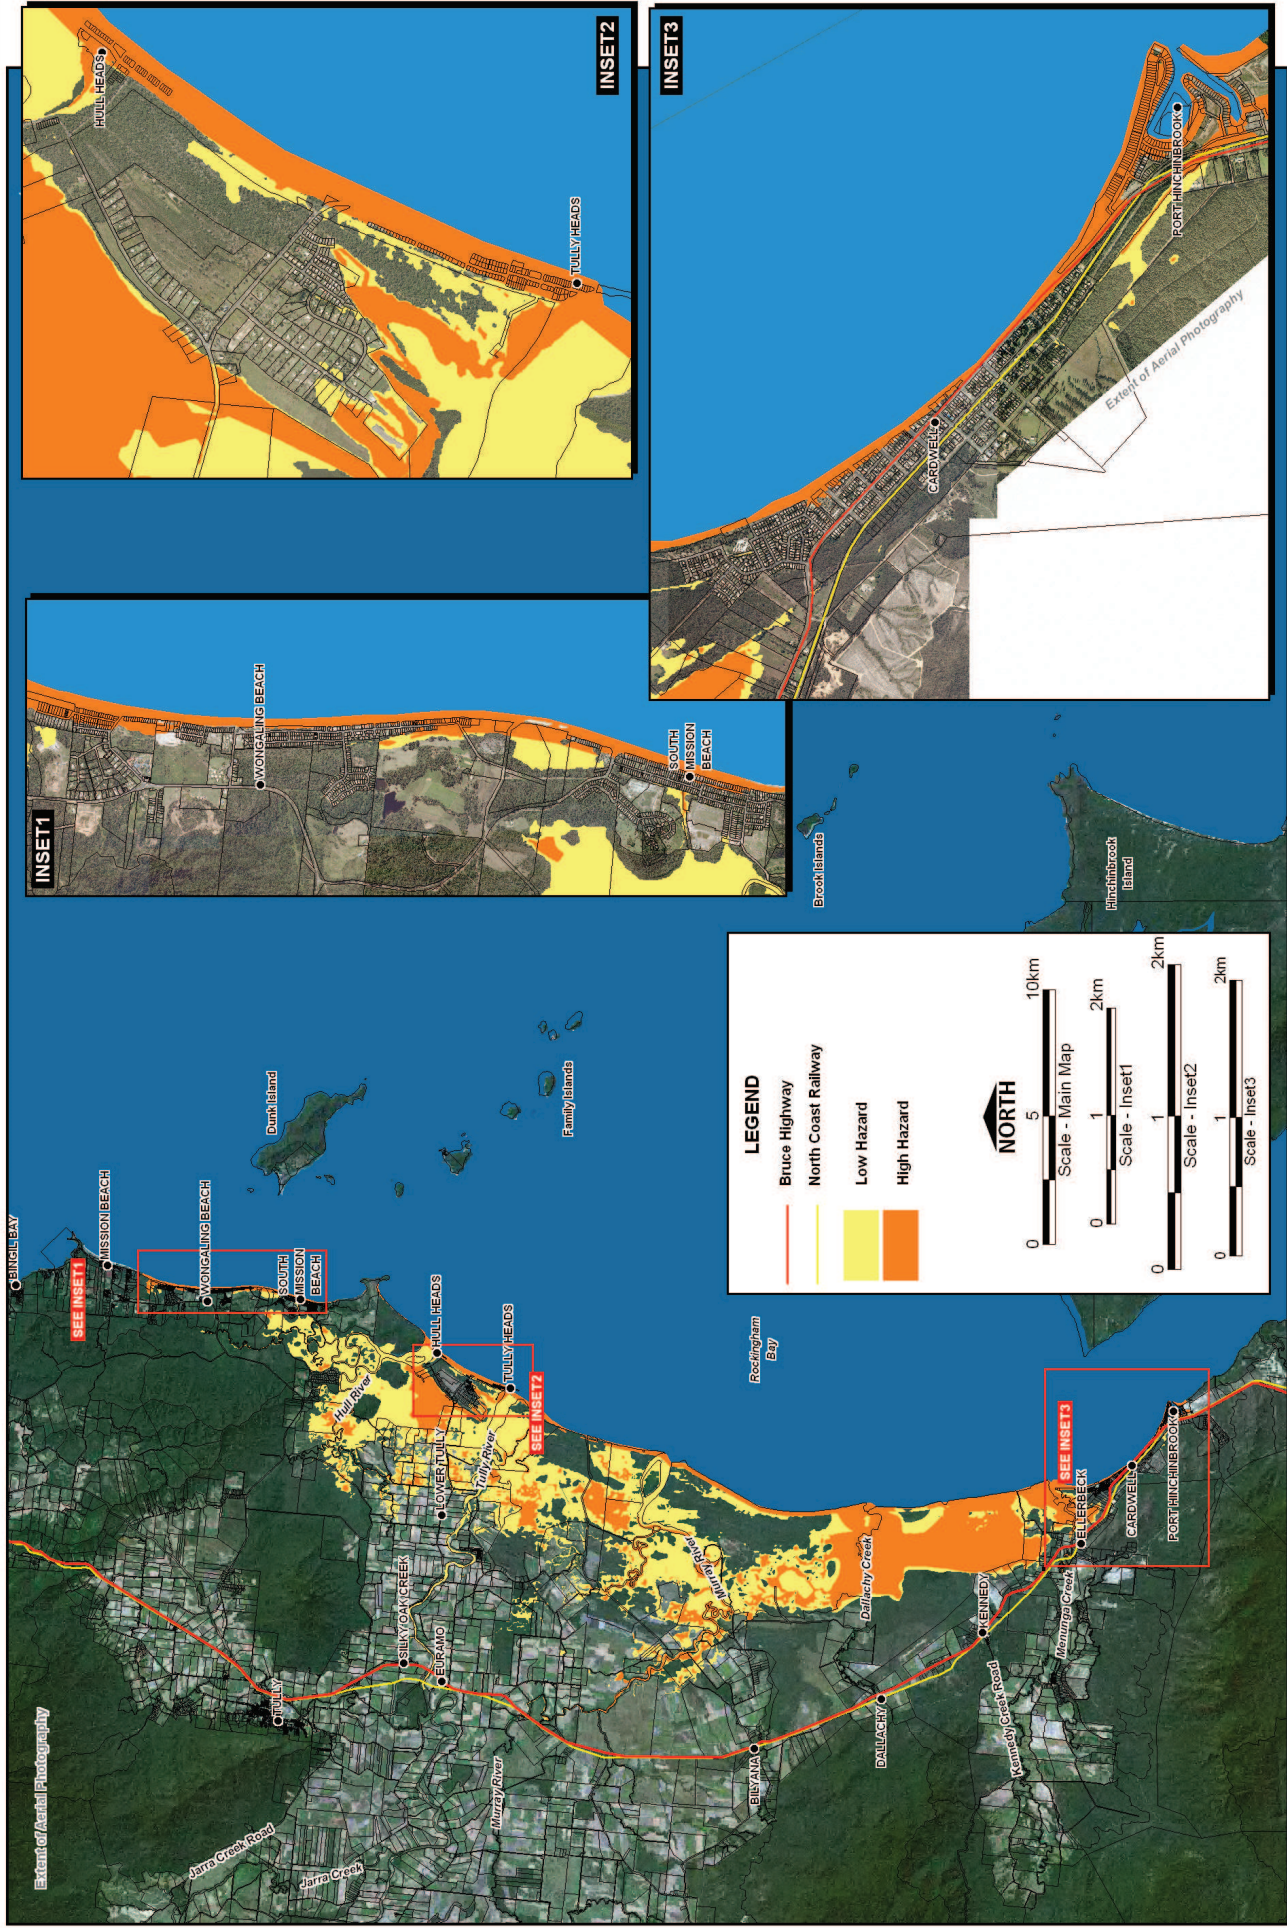 INSET2
HULL HEADS
TULLY HEADS
INSET3
PORT HINCHINBROOK
CARDWELL
Extent of Aerial Photography
INSET1
WONGALING BEACH
SOUTH
MISSION
BEACH
Extent of Aerial Photography
BINGIL BAY
SEE INSET1
MISSION BEACH
WONGALING BEACH
SOUTH
MISSION
BEACH
Dunk Island
Family Islands
Brook Islands
Hinchinbrook
Island
Rockingham
Bay
Hull River
HULL HEADS
TULLY HEADS
SEE INSET2
LOWER TULLY
Tully River
SILKY OAK CREEK
EURAMO
TULLY
Jarra Creek Road
Jarra Creek
Murray River
Murray River
BILYANA
Dallachy Creek
DALLACHY
KENNEDY
Kennedy Creek Road
Menunga Creek
SEE INSET3
ELLERBECK
CARDWELL
PORT HINCHINBROOK
LEGEND
Bruce Highway
North Coast Railway
Low Hazard
High Hazard
NORTH
0 5 10km
Scale - Main Map
0 1 2km
Scale - Inset1
0 1 2km
Scale - Inset2
0 1 2km
Scale - Inset3